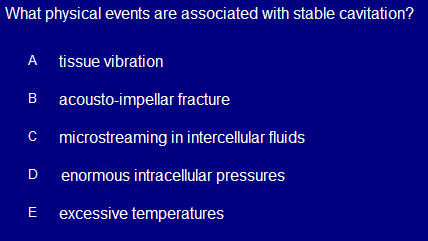 What physical events are associated with stable cavitation?
A tissue vibration
B acousto-impellar fracture
C microstreaming in intercellular fluids
D enormous intracellular pressures
E excessive temperatures